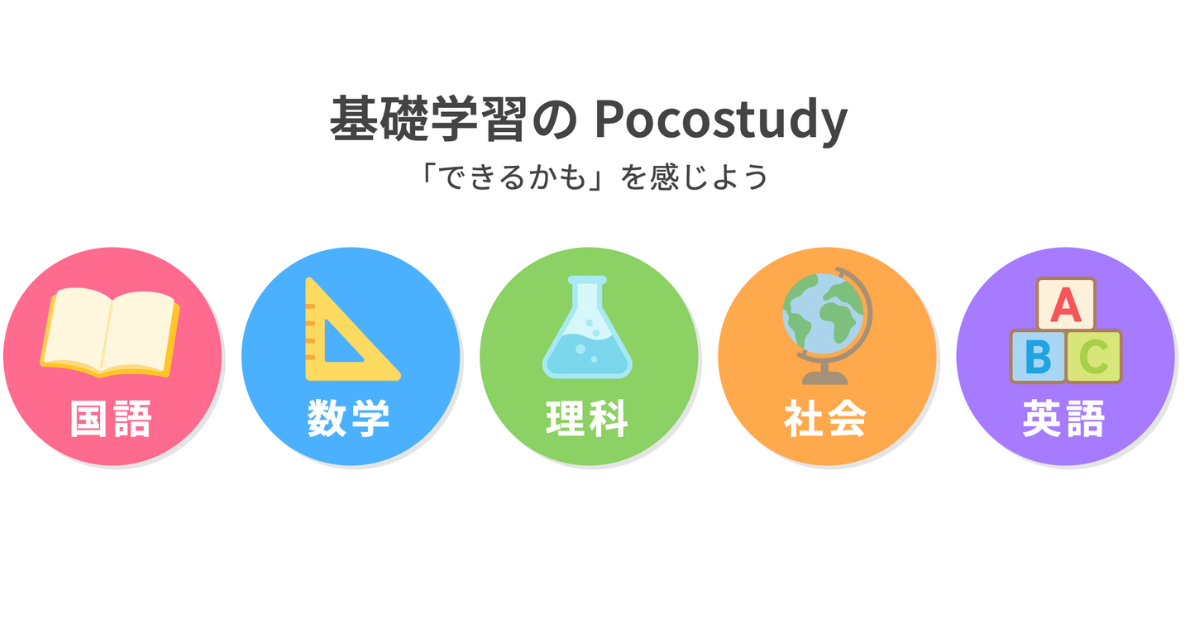 基礎学習の Pocostudy
「できるかも」を感じよう
A
B C
国語 数学 理科 社会 英語